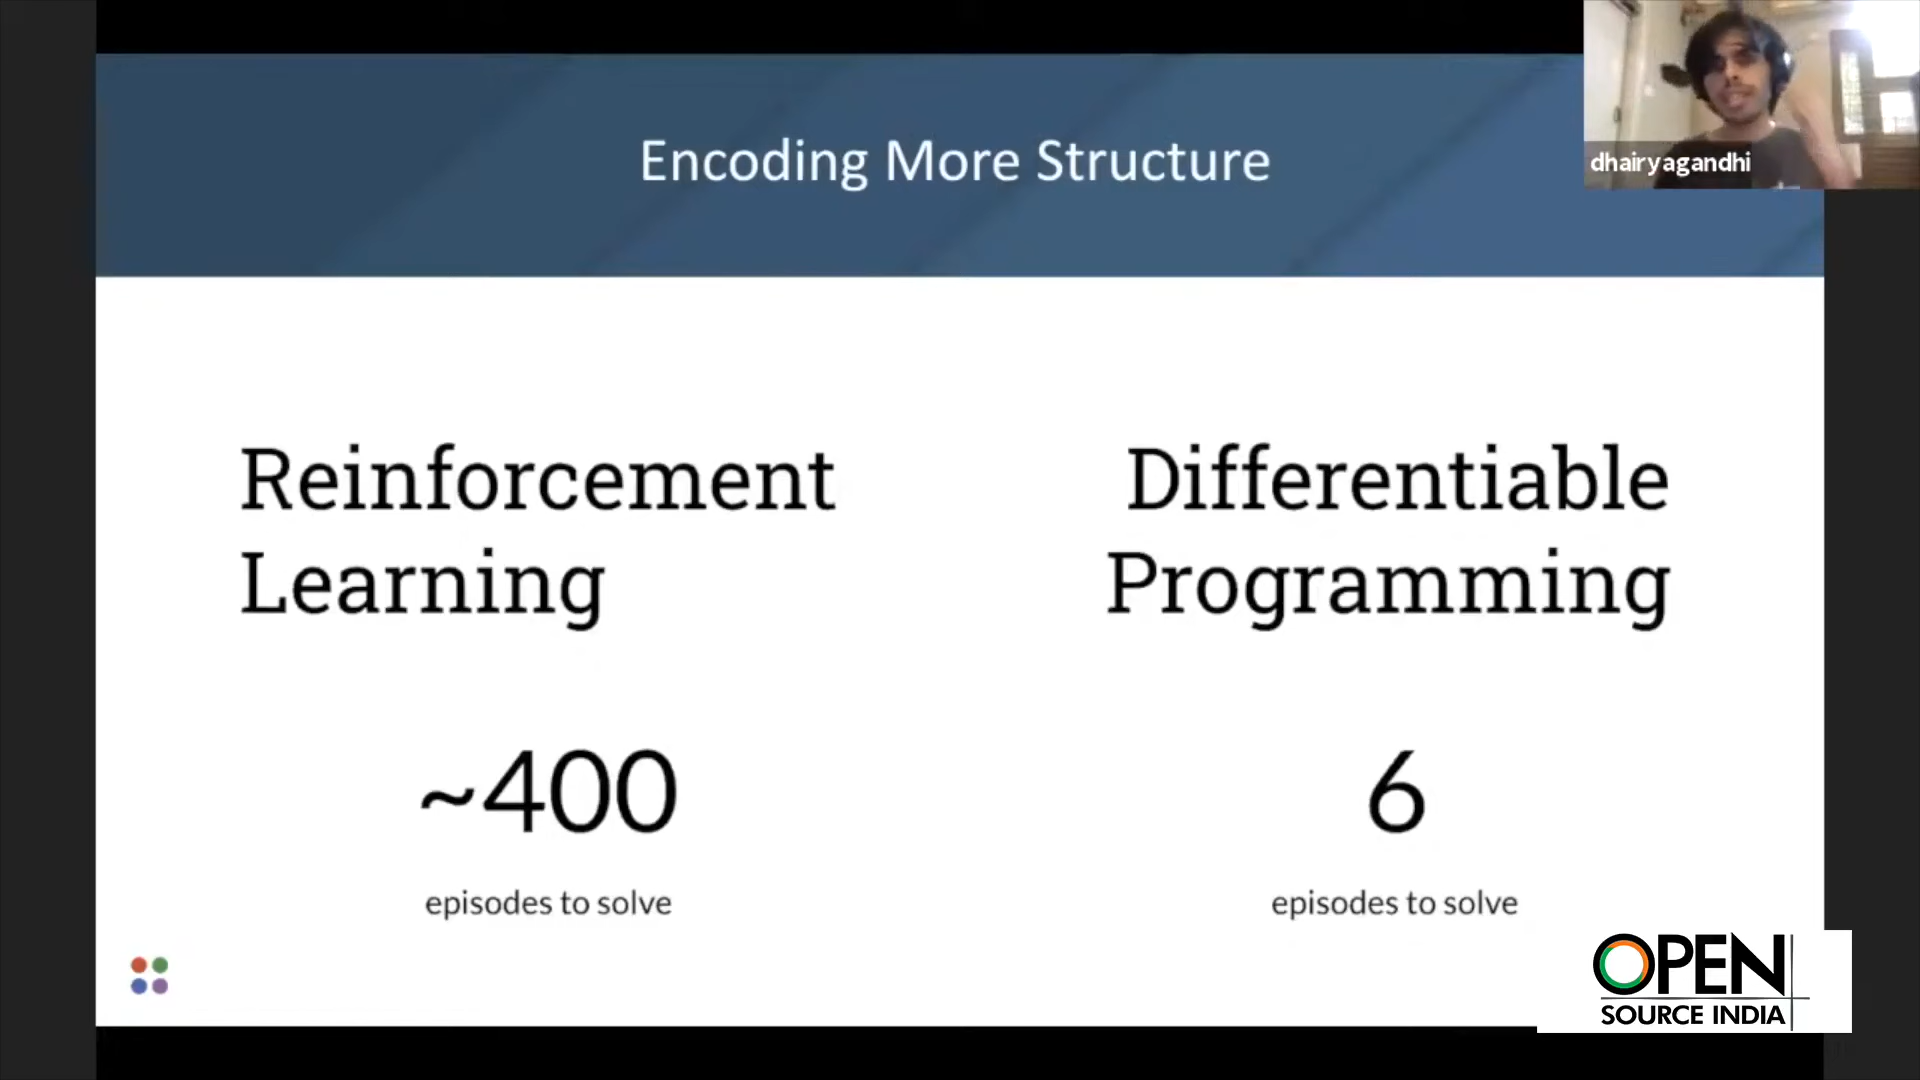 Encoding More Structure
dhairyagandhi
Reinforcement
Learning
Differentiable
Programming
~400
episodes to solve
6
episodes to solve
OPEN
SOURCE INDIA